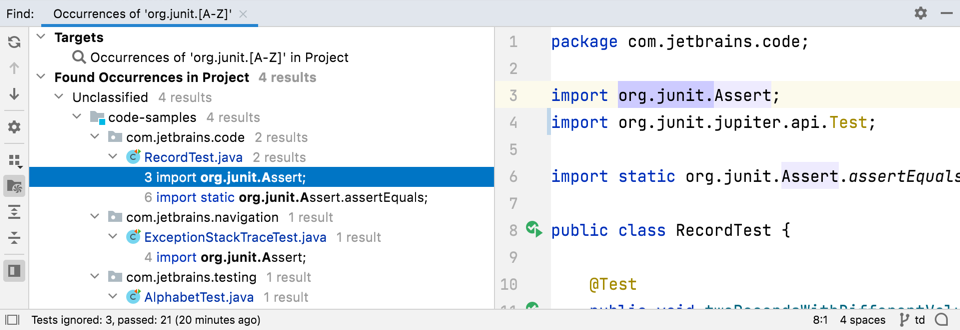 Find: Occurrences of 'org.junit.[A-Z]'
Targets
Occurrences of 'org.junit.[A-Z]' in Project
Found Occurrences in Project 4 results
Unclassified 4 results
code-samples 4 results
com.jetbrains.code 2 results
RecordTest.java 2 results
3 import org.junit.Assert;
6 import static org.junit.Assert.assertEquals;
com.jetbrains.navigation 1 result
ExceptionStackTraceTest.java 1 result
4 import org.junit.Assert;
com.jetbrains.testing 1 result
AlphabetTest.java 1 result
1 package com.jetbrains.code;
2
3 import org.junit.Assert;
4 import org.junit.jupiter.api.Test;
5
6 import static org.junit.Assert.assertEquals
7
8 public class RecordTest {
9
10 @Test
Tests ignored: 3, passed: 21 (20 minutes ago)
8:1 4 spaces td